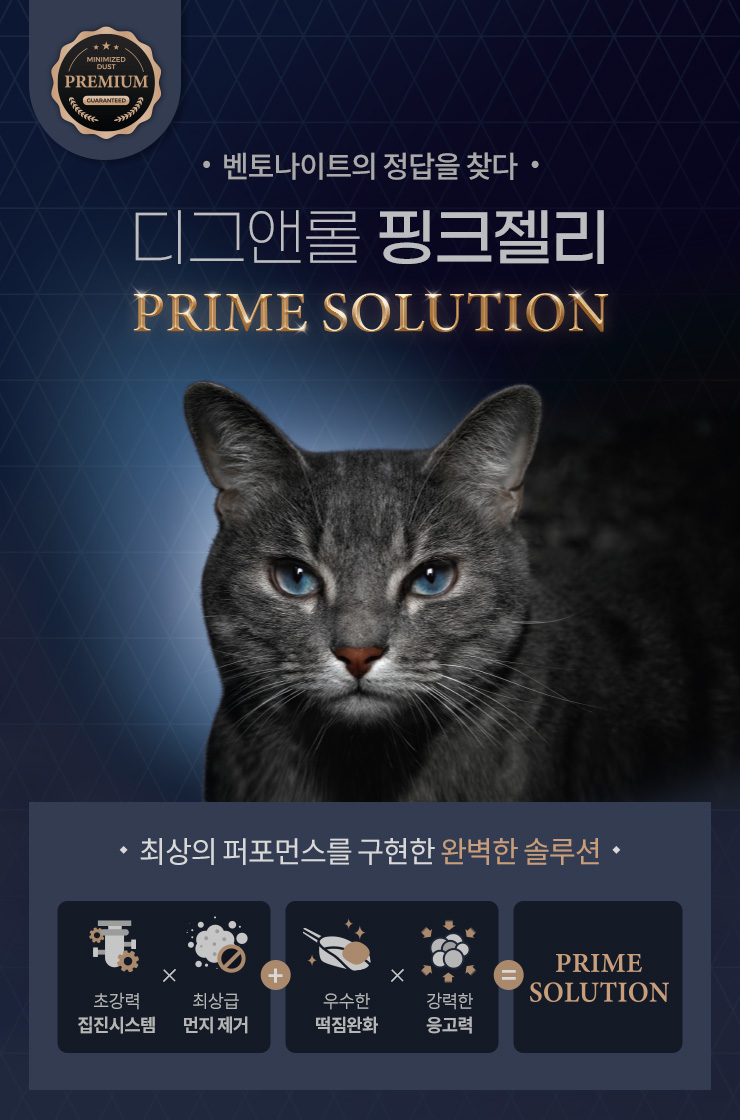 MINIMIZED
DUST
PREMIUM
GUARANTEED
• 벤토나이트의 정답을 찾다 •
디그앤롤 핑크젤리
PRIME SOLUTION
최상의 퍼포먼스를 구현한 완벽한 솔루션
초강력
집진시스템
×
최상급
먼지 제거
+
우수한
떡짐완화
×
강력한
응고력
=
PRIME
SOLUTION